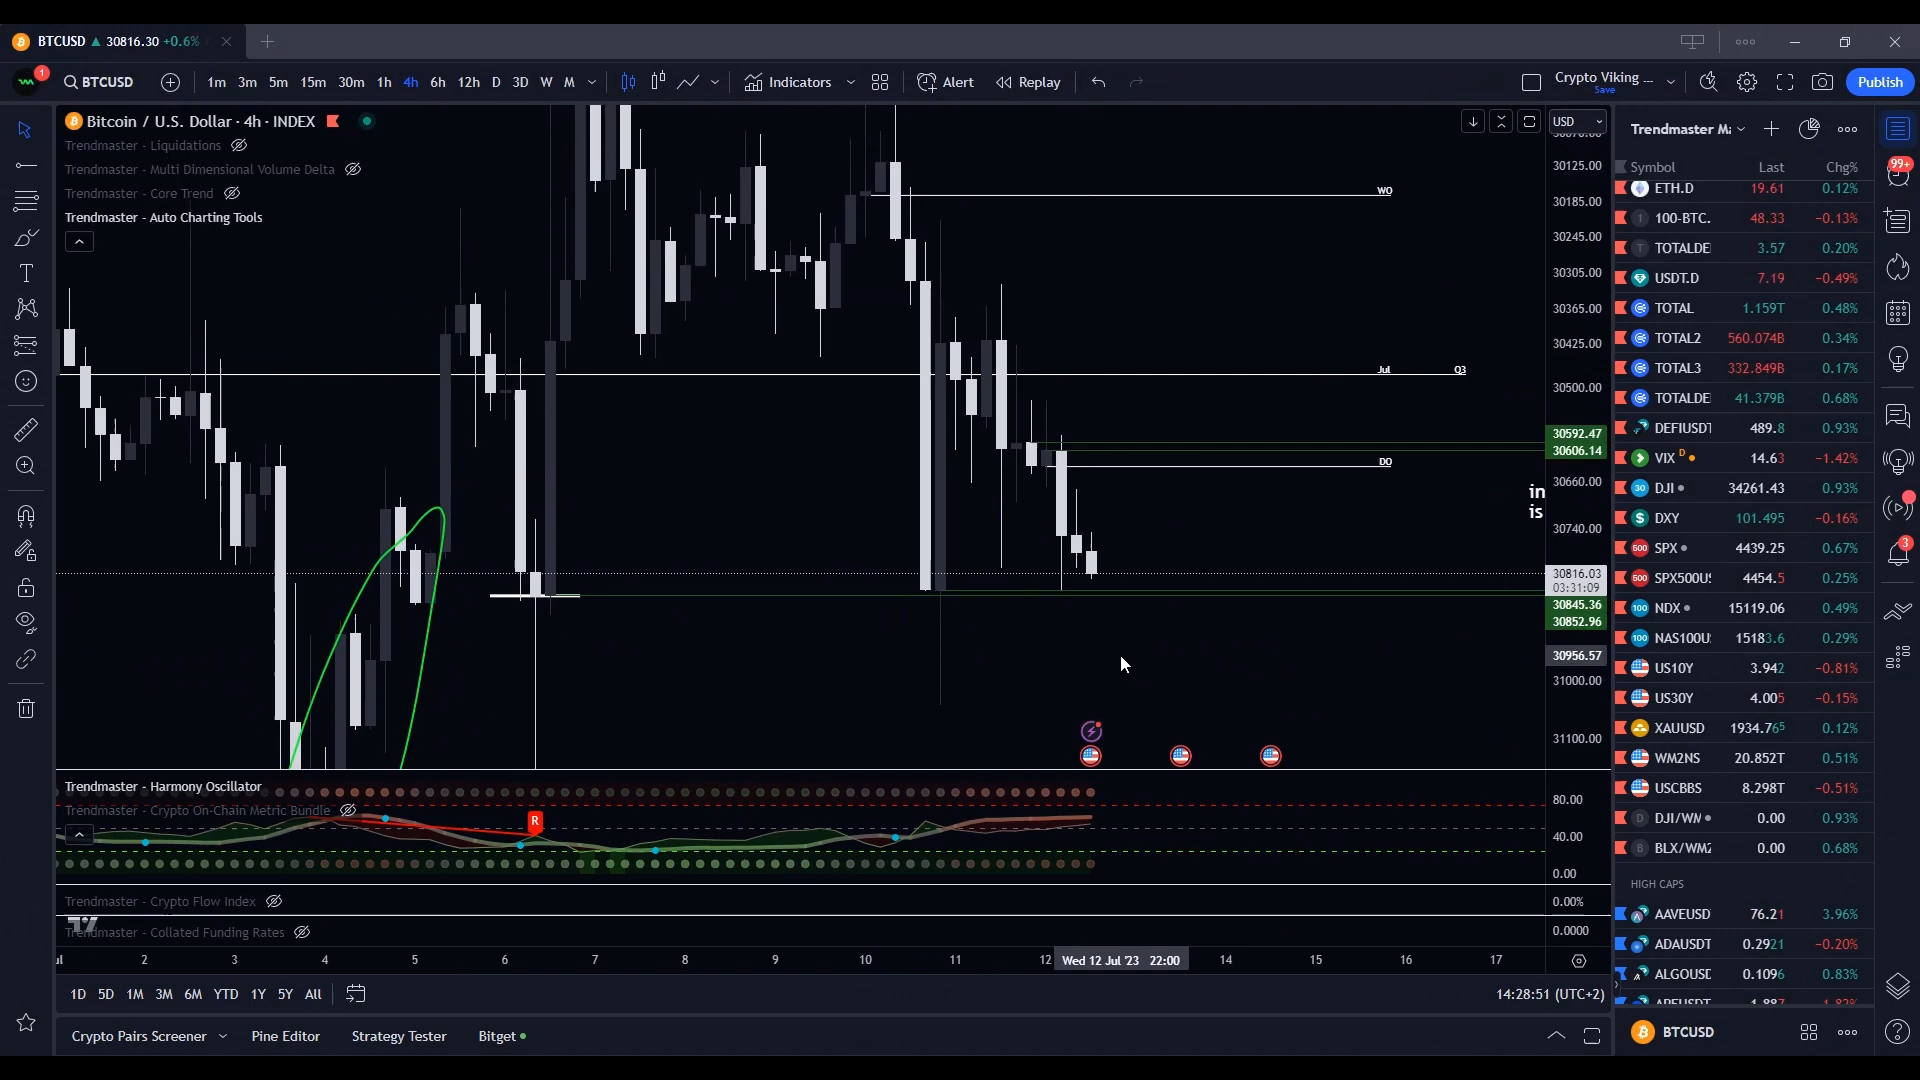 BTCUSD ▲ 30816.30 +0.6%
1
BTCUSD 1m 3m 5m 15m 30m 1h 4h 6h 12h D 3D W M Indicators Alert Replay Crypto Viking ... Save Publish
Bitcoin / U.S. Dollar · 4h · INDEX
Trendmaster - Liquidations
Trendmaster - Multi Dimensional Volume Delta
Trendmaster - Core Trend
Trendmaster - Auto Charting Tools
WO
Jul Q3
DO
in
is
USD
30125.00
30185.00
30245.00
30305.00
30365.00
30425.00
30500.00
30592.47
30606.14
30660.00
30740.00
30816.03
03:31:09
30845.36
30852.96
30956.57
31000.00
31100.00
Trendmaster - Harmony Oscillator
Trendmaster - Crypto On-Chain Metric Bundle
R
80.00
40.00
0.00
Trendmaster - Crypto Flow Index
0.00%
Trendmaster - Collated Funding Rates
0.0000
2 3 4 5 6 7 8 9 10 11 12 Wed 12 Jul '23 22:00 14 15 16 17
1D 5D 1M 3M 6M YTD 1Y 5Y All
14:28:51 (UTC+2)
Crypto Pairs Screener Pine Editor Strategy Tester Bitget
Trendmaster
Symbol Last Chg%
ETH.D 19.61 0.12%
100-BTC. 48.33 −0.13%
TOTALDE 3.57 0.20%
USDT.D 7.19 −0.49%
TOTAL 1.159T 0.48%
TOTAL2 560.074B 0.34%
TOTAL3 332.849B 0.17%
TOTALDE 41.379B 0.68%
DEFIUSDT 489.8 0.93%
VIX D 14.63 −1.42%
30 DJI 34261.43 0.93%
DXY 101.495 −0.16%
500 SPX 4439.25 0.67%
500 SPX500U 4454.5 0.25%
100 NDX 15119.06 0.49%
100 NAS100U 15183.6 0.29%
US10Y 3.942 −0.81%
US30Y 4.005 −0.15%
XAUUSD 1934.765 0.12%
WM2NS 20.852T 0.51%
USCBBS 8.298T −0.51%
D DJI/WM 0.00 0.93%
B BLX/WM2 0.00 0.68%
HIGH CAPS
AAVEUSD 76.21 3.96%
ADAUSDT 0.2921 −0.20%
ALGOUSD 0.1096 0.83%
BTCUSD
99+
3